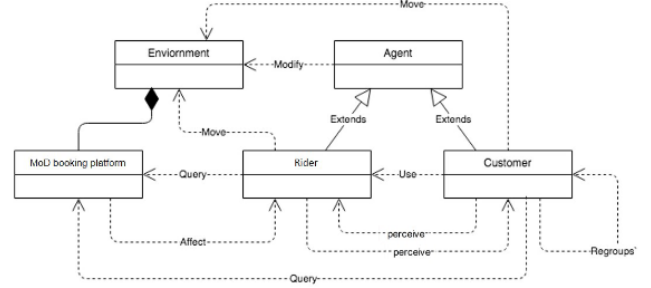 Move
Enviornment
Agent
Modify
Extends
Extends
Move
MoD booking platform
Rider
Customer
Query
Use
perceive
Affect
perceive
Regroups'
Query